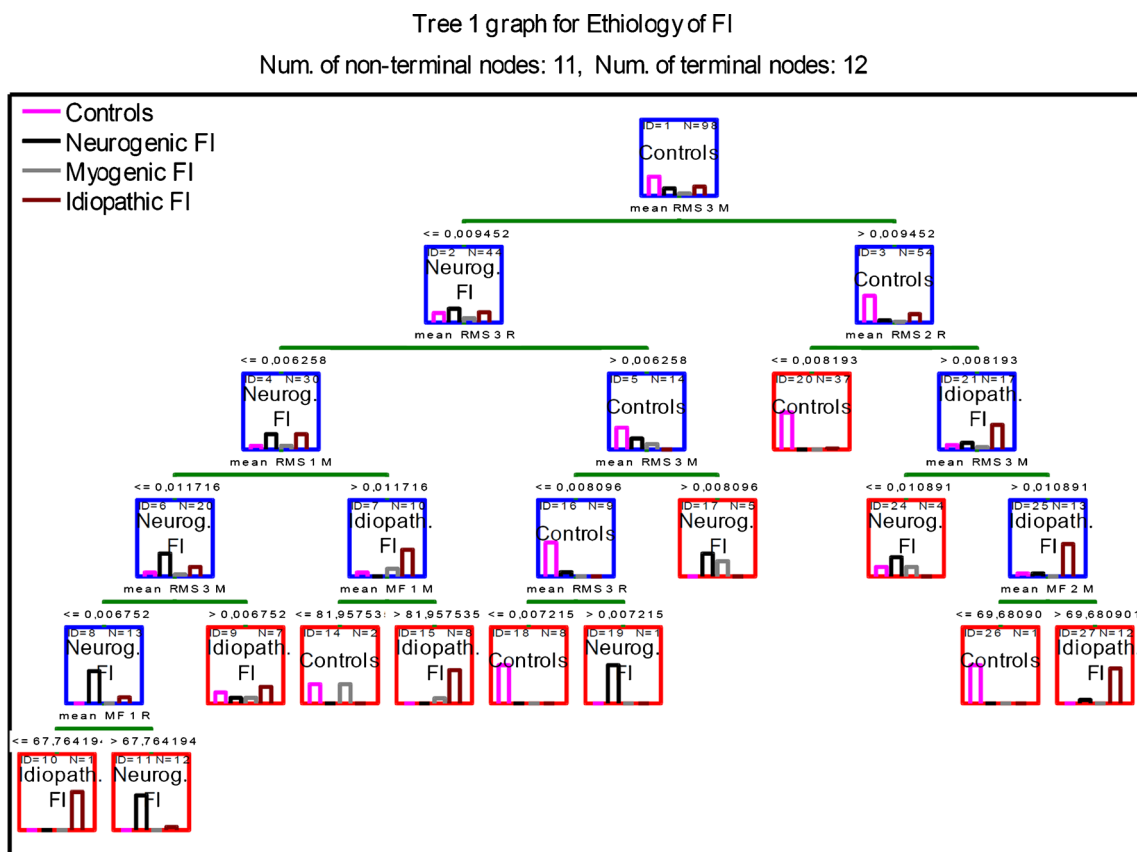 Tree 1 graph for Ethiology of FI
Num. of non-terminal nodes: 11, Num. of terminal nodes: 12
Controls
Neurogenic FI
Myogenic FI
Idiopathic FI
ID=1 N=98
Controls
mean RMS 3 M
<= 0,009452
> 0,009452
ID=2 N=44
Neurog.
FI
mean RMS 3 R
ID=3 N=54
Controls
mean RMS 2 R
<= 0,006258
> 0,006258
<= 0,008193
> 0,008193
ID=4 N=30
Neurog.
FI
mean RMS 1 M
ID=5 N=14
Controls
mean RMS 3 M
ID=20 N=37
Controls
ID=21 N=17
Idiopath.
FI
mean RMS 3 M
<= 0,011716
> 0,011716
<= 0,008096
> 0,008096
<= 0,010891
> 0,010891
ID=6 N=20
Neurog.
FI
mean RMS 3 M
ID=7 N=10
Idiopath.
FI
mean MF 1 M
ID=16 N=9
Controls
mean RMS 3 R
ID=17 N=5
Neurog.
FI
ID=24 N=4
Neurog.
FI
ID=25 N=13
Idiopath.
FI
mean MF 2 M
<= 0,006752
> 0,006752
<= 81,95753
> 81,957535
<= 0,007215
> 0,007215
<= 69,68090
> 69,680901
ID=8 N=13
Neurog.
FI
mean MF 1 R
ID=9 N=7
Idiopath.
FI
ID=14 N=2
Controls
ID=15 N=8
Idiopath.
FI
ID=18 N=8
Controls
ID=19 N=1
Neurog.
FI
ID=26 N=1
Controls
ID=27 N=12
Idiopath.
FI
<= 67,764194
> 67,764194
ID=10 N=1
Idiopath.
FI
ID=11 N=12
Neurog.
FI